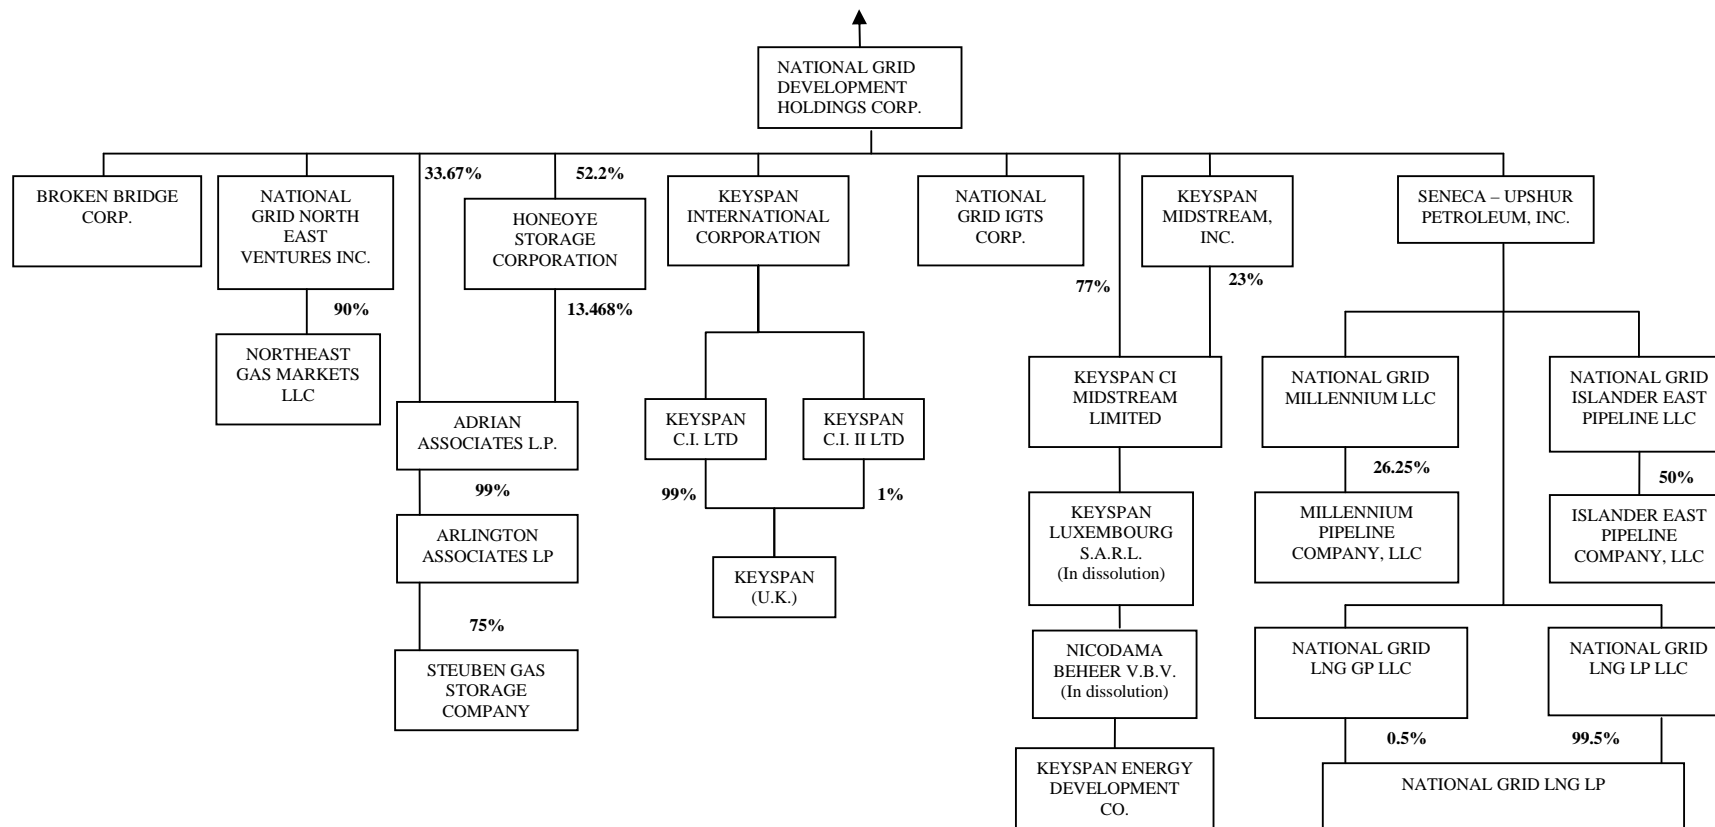 NATIONAL GRID
DEVELOPMENT
HOLDINGS CORP.
33.67%
52.2%
BROKEN BRIDGE
CORP.
NATIONAL
GRID NORTH
EAST
VENTURES INC.
HONEOYE
STORAGE
CORPORATION
KEYSPAN
INTERNATIONAL
CORPORATION
NATIONAL
GRID IGTS
CORP.
KEYSPAN
MIDSTREAM,
INC.
SENECA – UPSHUR
PETROLEUM, INC.
77%
23%
90%
13.468%
NORTHEAST
GAS MARKETS
LLC
KEYSPAN CI
MIDSTREAM
LIMITED
NATIONAL GRID
MILLENNIUM LLC
NATIONAL GRID
ISLANDER EAST
PIPELINE LLC
ADRIAN
ASSOCIATES L.P.
KEYSPAN
C.I. LTD
KEYSPAN
C.I. II LTD
26.25%
50%
99%
99%
1%
ARLINGTON
ASSOCIATES LP
KEYSPAN
LUXEMBOURG
S.A.R.L.
(In dissolution)
MILLENNIUM
PIPELINE
COMPANY, LLC
ISLANDER EAST
PIPELINE
COMPANY, LLC
KEYSPAN
(U.K.)
75%
STEUBEN GAS
STORAGE
COMPANY
NICODAMA
BEHEER V.B.V.
(In dissolution)
NATIONAL GRID
LNG GP LLC
NATIONAL GRID
LNG LP LLC
0.5%
99.5%
KEYSPAN ENERGY
DEVELOPMENT
CO.
NATIONAL GRID LNG LP